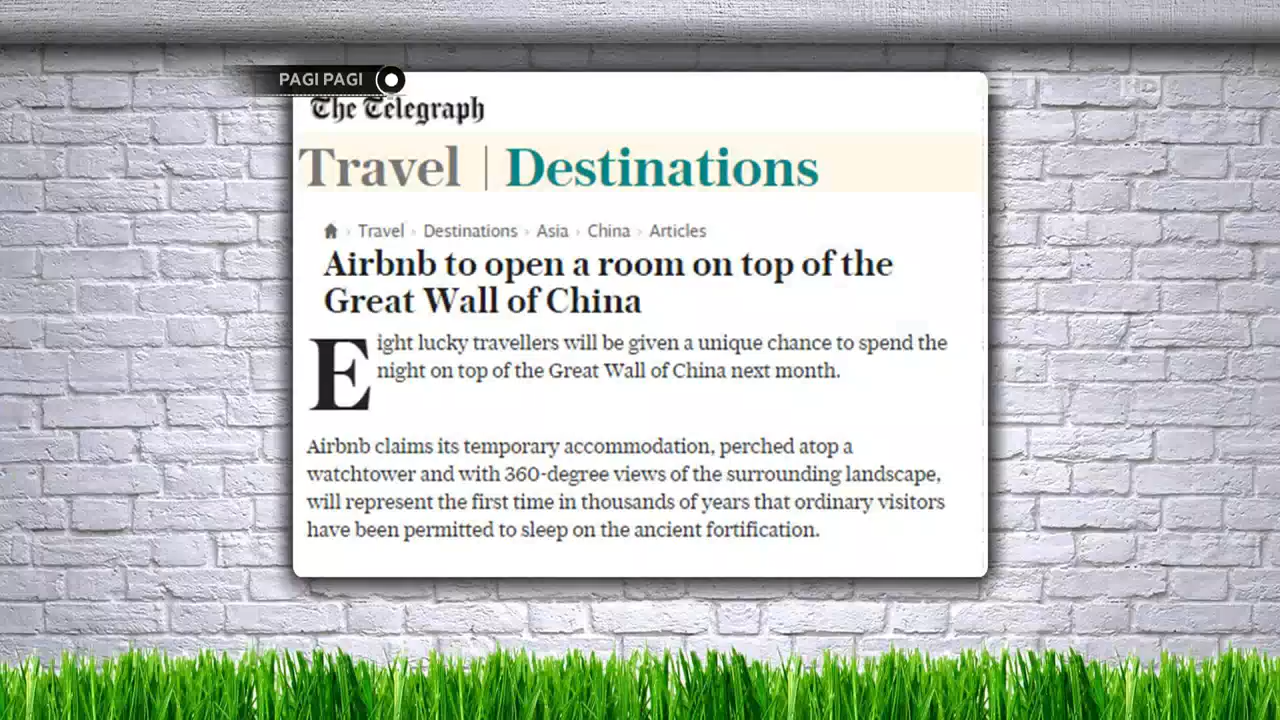 PAGI PAGI
The Telegraph
Travel | Destinations
Travel › Destinations › Asia › China › Articles
Airbnb to open a room on top of the
Great Wall of China
Eight lucky travellers will be given a unique chance to spend the
night on top of the Great Wall of China next month.
Airbnb claims its temporary accommodation, perched atop a
watchtower and with 360-degree views of the surrounding landscape,
will represent the first time in thousands of years that ordinary visitors
have been permitted to sleep on the ancient fortification.